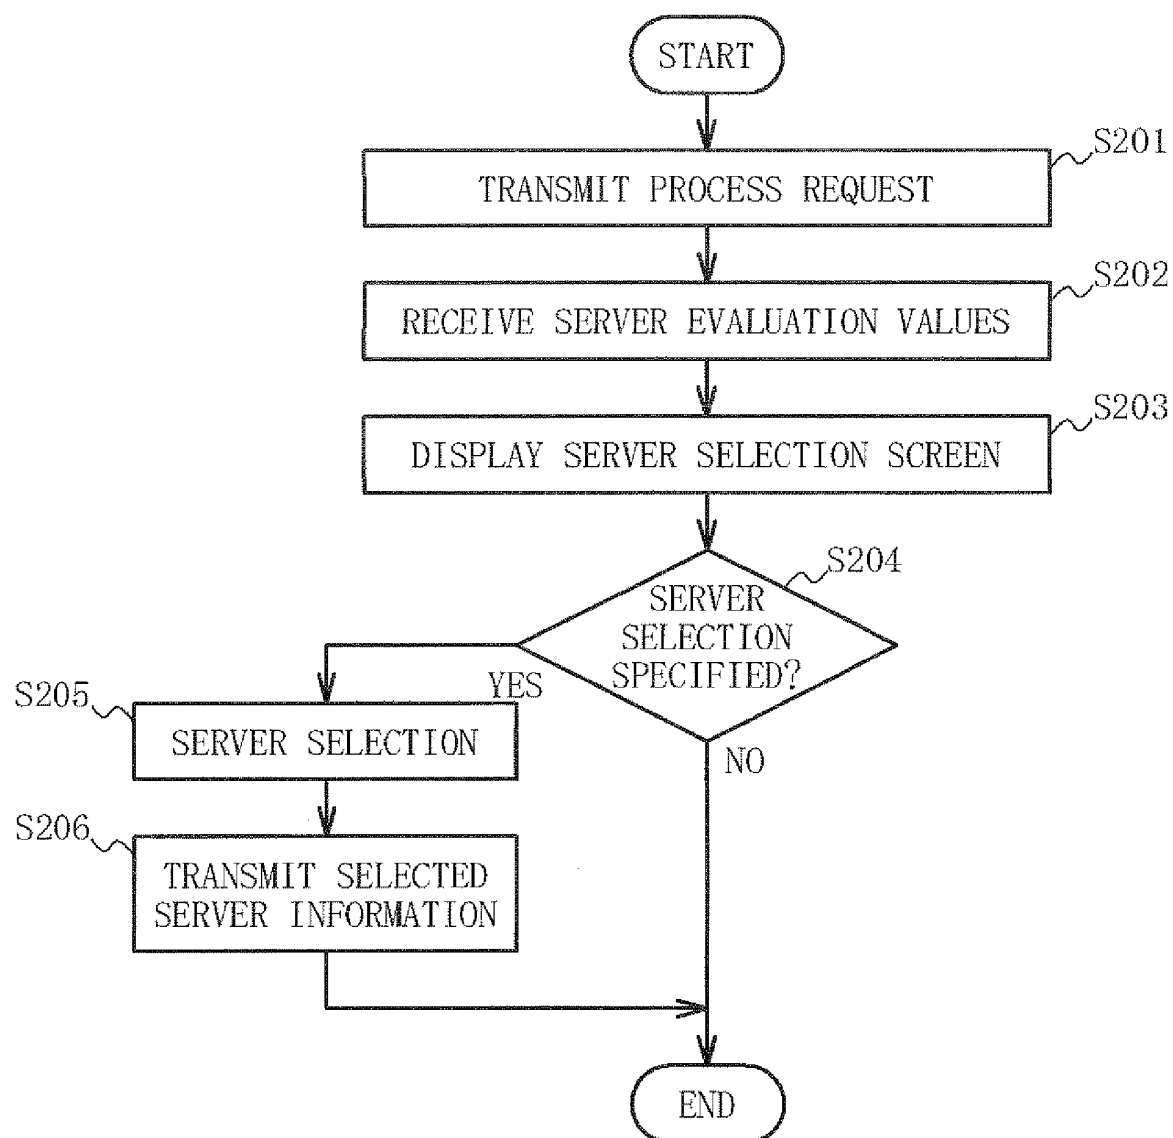 START
S201
TRANSMIT PROCESS REQUEST
S202
RECEIVE SERVER EVALUATION VALUES
S203
DISPLAY SERVER SELECTION SCREEN
S204
SERVER
SELECTION
SPECIFIED?
YES
NO
S205
SERVER SELECTION
S206
TRANSMIT SELECTED
SERVER INFORMATION
END